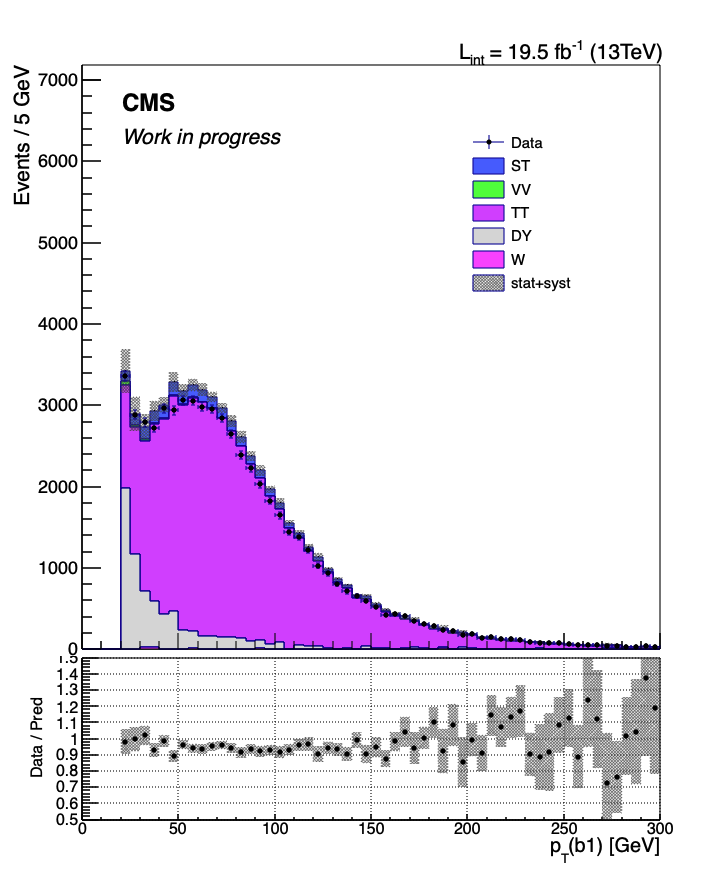 L_int = 19.5 fb⁻¹ (13TeV)
Events / 5 GeV
7000
6000
5000
4000
3000
2000
1000
0
CMS
Work in progress
Data
ST
VV
TT
DY
W
stat+syst
Data / Pred
1.5
1.4
1.3
1.2
1.1
1
0.9
0.8
0.7
0.6
0.5
0 50 100 150 200 250 300
p_T(b1) [GeV]